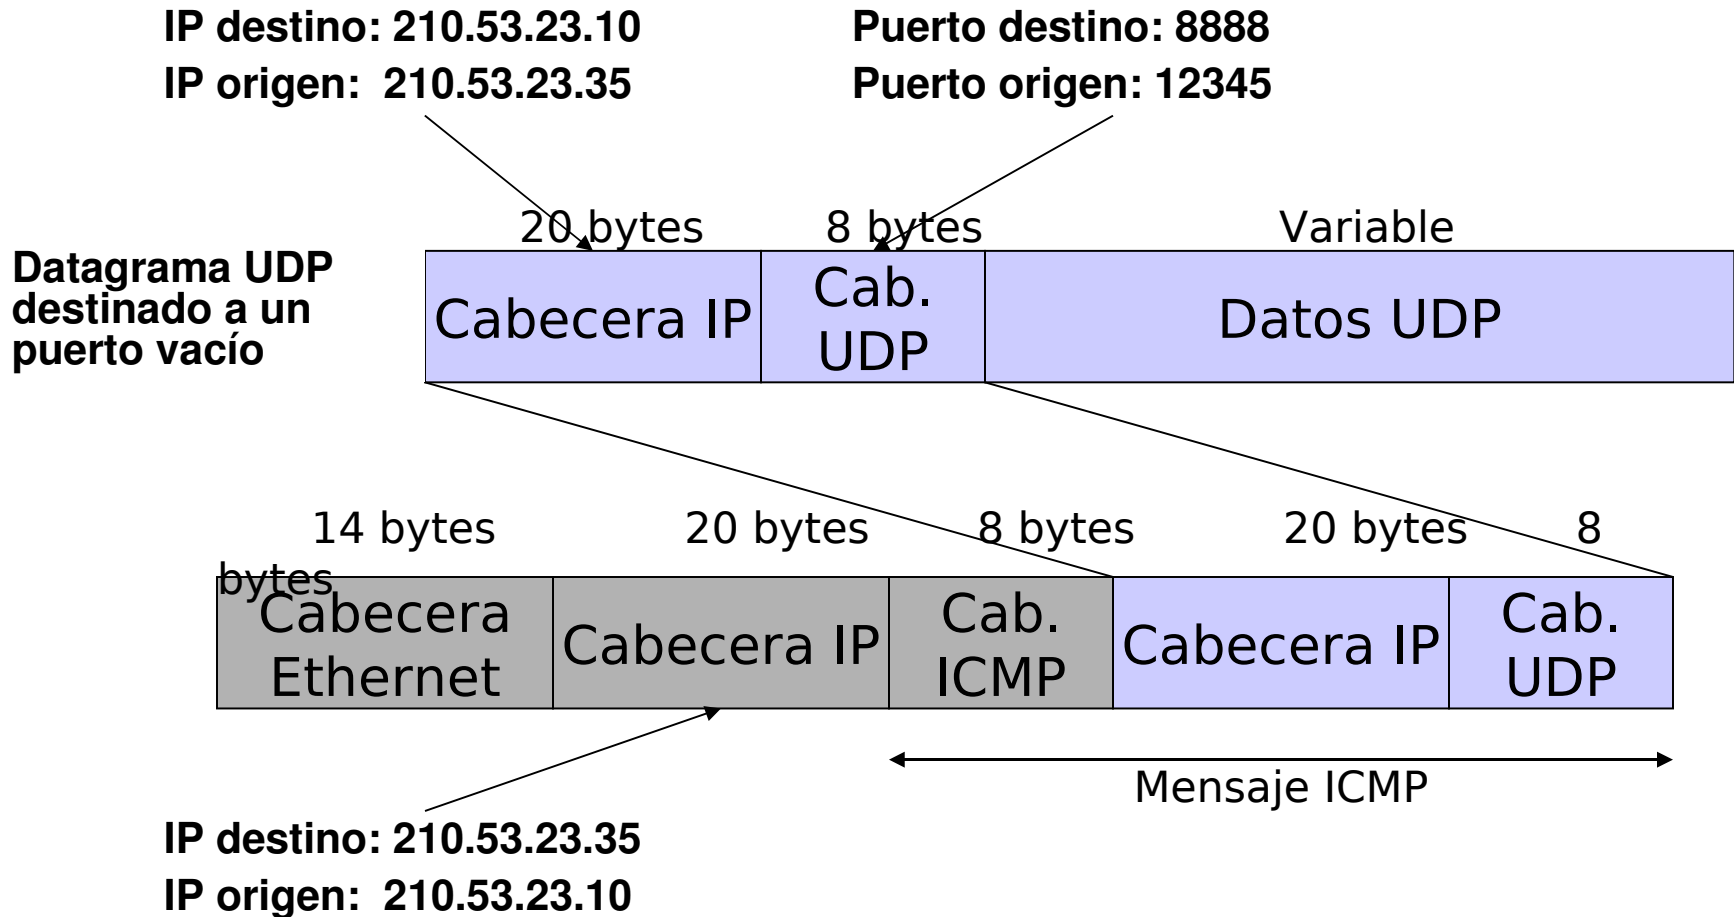 IP destino: 210.53.23.10
IP origen: 210.53.23.35
Puerto destino: 8888
Puerto origen: 12345
20 bytes
8 bytes
Variable
Datagrama UDP
destinado a un
puerto vacío
Cabecera IP
Cab.
UDP
Datos UDP
14 bytes
20 bytes
8 bytes
20 bytes
8
bytes
Cabecera
Ethernet
Cabecera IP
Cab.
ICMP
Cabecera IP
Cab.
UDP
Mensaje ICMP
IP destino: 210.53.23.35
IP origen: 210.53.23.10